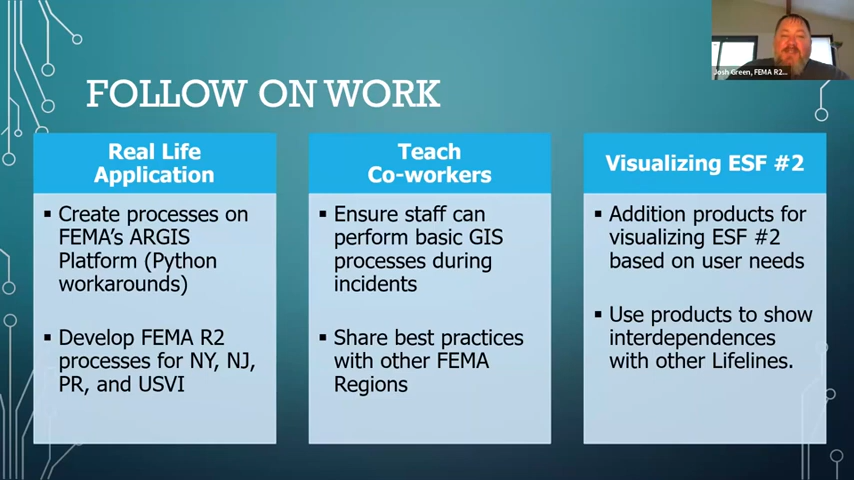 Josh Green, FEMA R2...
FOLLOW ON WORK
Real Life
Application
▪ Create processes on
FEMA's ARGIS
Platform (Python
workarounds)
▪ Develop FEMA R2
processes for NY, NJ,
PR, and USVI
Teach
Co-workers
▪ Ensure staff can
perform basic GIS
processes during
incidents
▪ Share best practices
with other FEMA
Regions
Visualizing ESF #2
▪ Addition products for
visualizing ESF #2
based on user needs
▪ Use products to show
interdependences
with other Lifelines.